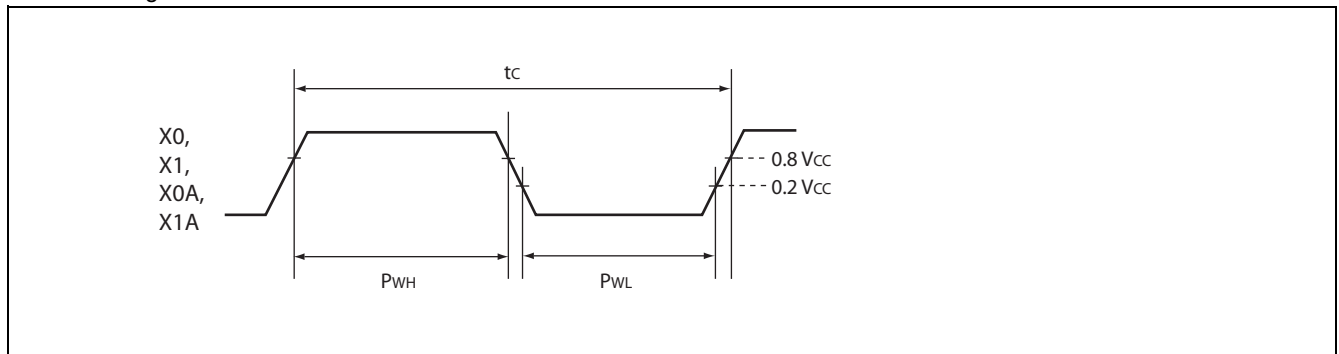 tC
X0,
X1,
X0A,
X1A
0.8 VCC
0.2 VCC
PWH
PWL